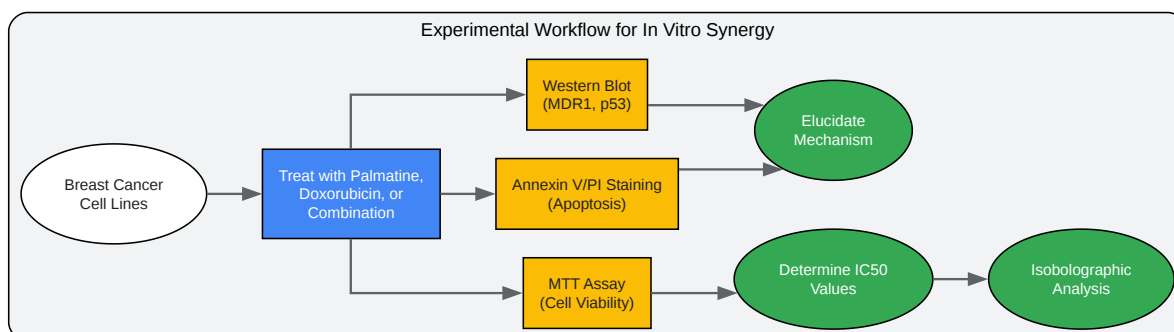 Experimental Workflow for In Vitro Synergy
Western Blot
(MDR1, p53)
Elucidate
Mechanism
Breast Cancer
Cell Lines
Treat with Palmatine,
Doxorubicin, or
Combination
Annexin V/PI Staining
(Apoptosis)
MTT Assay
(Cell Viability)
Determine IC50
Values
Isobolographic
Analysis